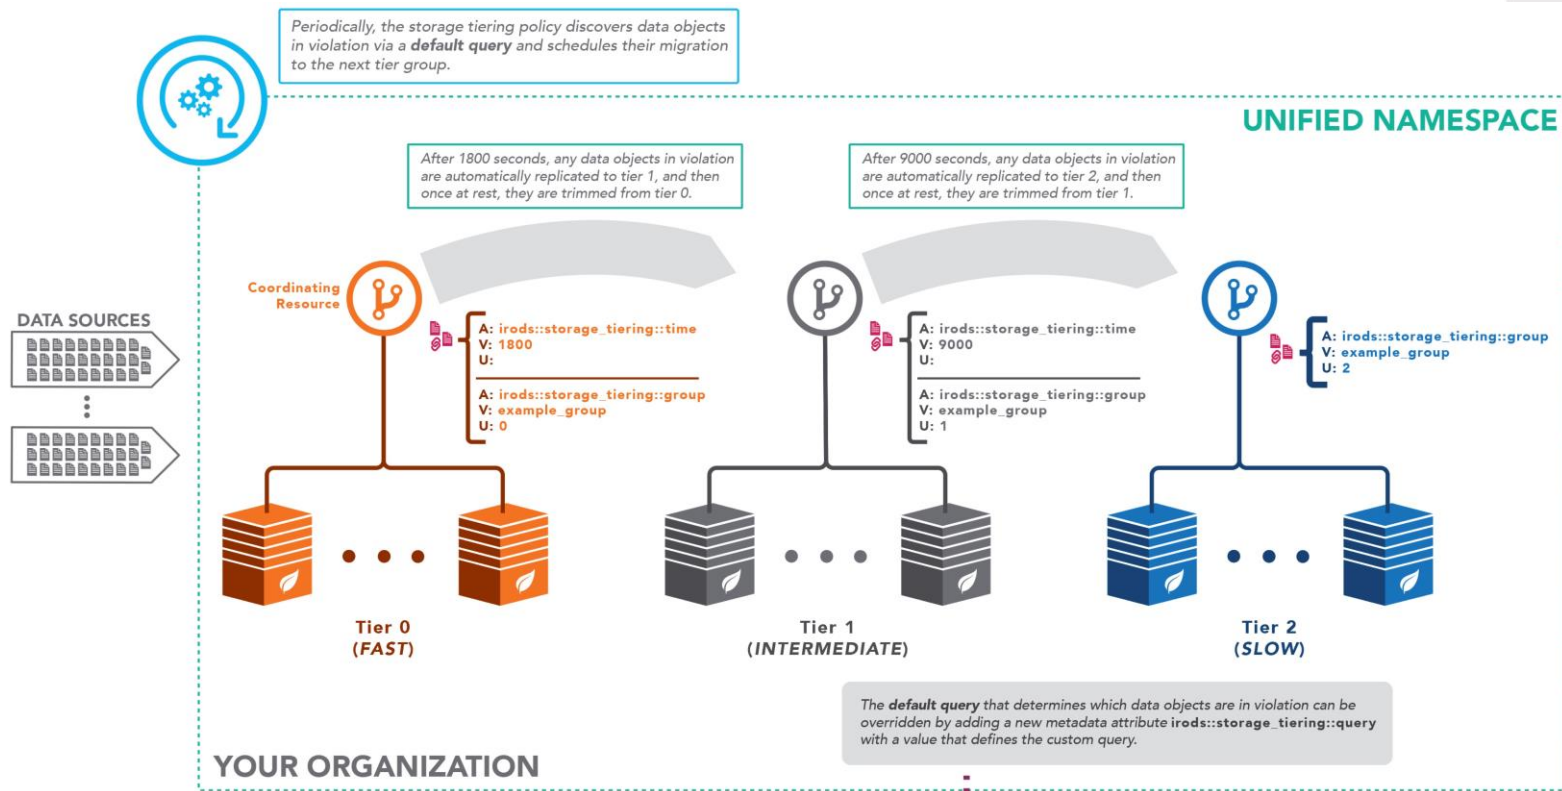 Periodically, the storage tiering policy discovers data objects
in violation via a default query and schedules their migration
to the next tier group.
UNIFIED NAMESPACE
After 1800 seconds, any data objects in violation
are automatically replicated to tier 1, and then
once at rest, they are trimmed from tier 0.
After 9000 seconds, any data objects in violation
are automatically replicated to tier 2, and then
once at rest, they are trimmed from tier 1.
Coordinating
Resource
DATA SOURCES
A: irods::storage_tiering::time
V: 1800
U:
A: irods::storage_tiering::group
V: example_group
U: 0
A: irods::storage_tiering::time
V: 9000
U:
A: irods::storage_tiering::group
V: example_group
U: 1
A: irods::storage_tiering::group
V: example_group
U: 2
Tier 0
(FAST)
Tier 1
(INTERMEDIATE)
Tier 2
(SLOW)
The default query that determines which data objects are in violation can be
overridden by adding a new metadata attribute irods::storage_tiering::query
with a value that defines the custom query.
YOUR ORGANIZATION